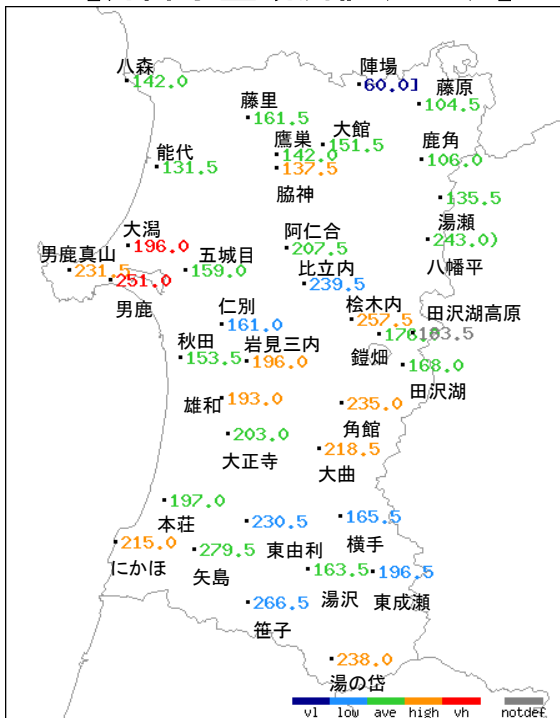 八森
142.0
陣場
60.0]
藤原
104.5
藤里
161.5
鷹巣
142.0
大館
151.5
137.5
脇神
鹿角
106.0
能代
131.5
135.5
湯瀬
大潟
196.0
阿仁合
207.5
243.0)
八幡平
男鹿真山
231.5
五城目
159.0
251.0
男鹿
比立内
239.5
仁別
161.0
桧木内
257.5
田沢湖高原
秋田
153.5
岩見三内
196.0
鎧畑
168.0
田沢湖
雄和
193.0
235.0
角館
203.0
大正寺
218.5
大曲
197.0
本荘
230.5
東由利
165.5
横手
215.0
にかほ
279.5
矢島
163.5
湯沢
196.5
東成瀬
266.5
笹子
238.0
湯の岱
vl low ave high vh notdef